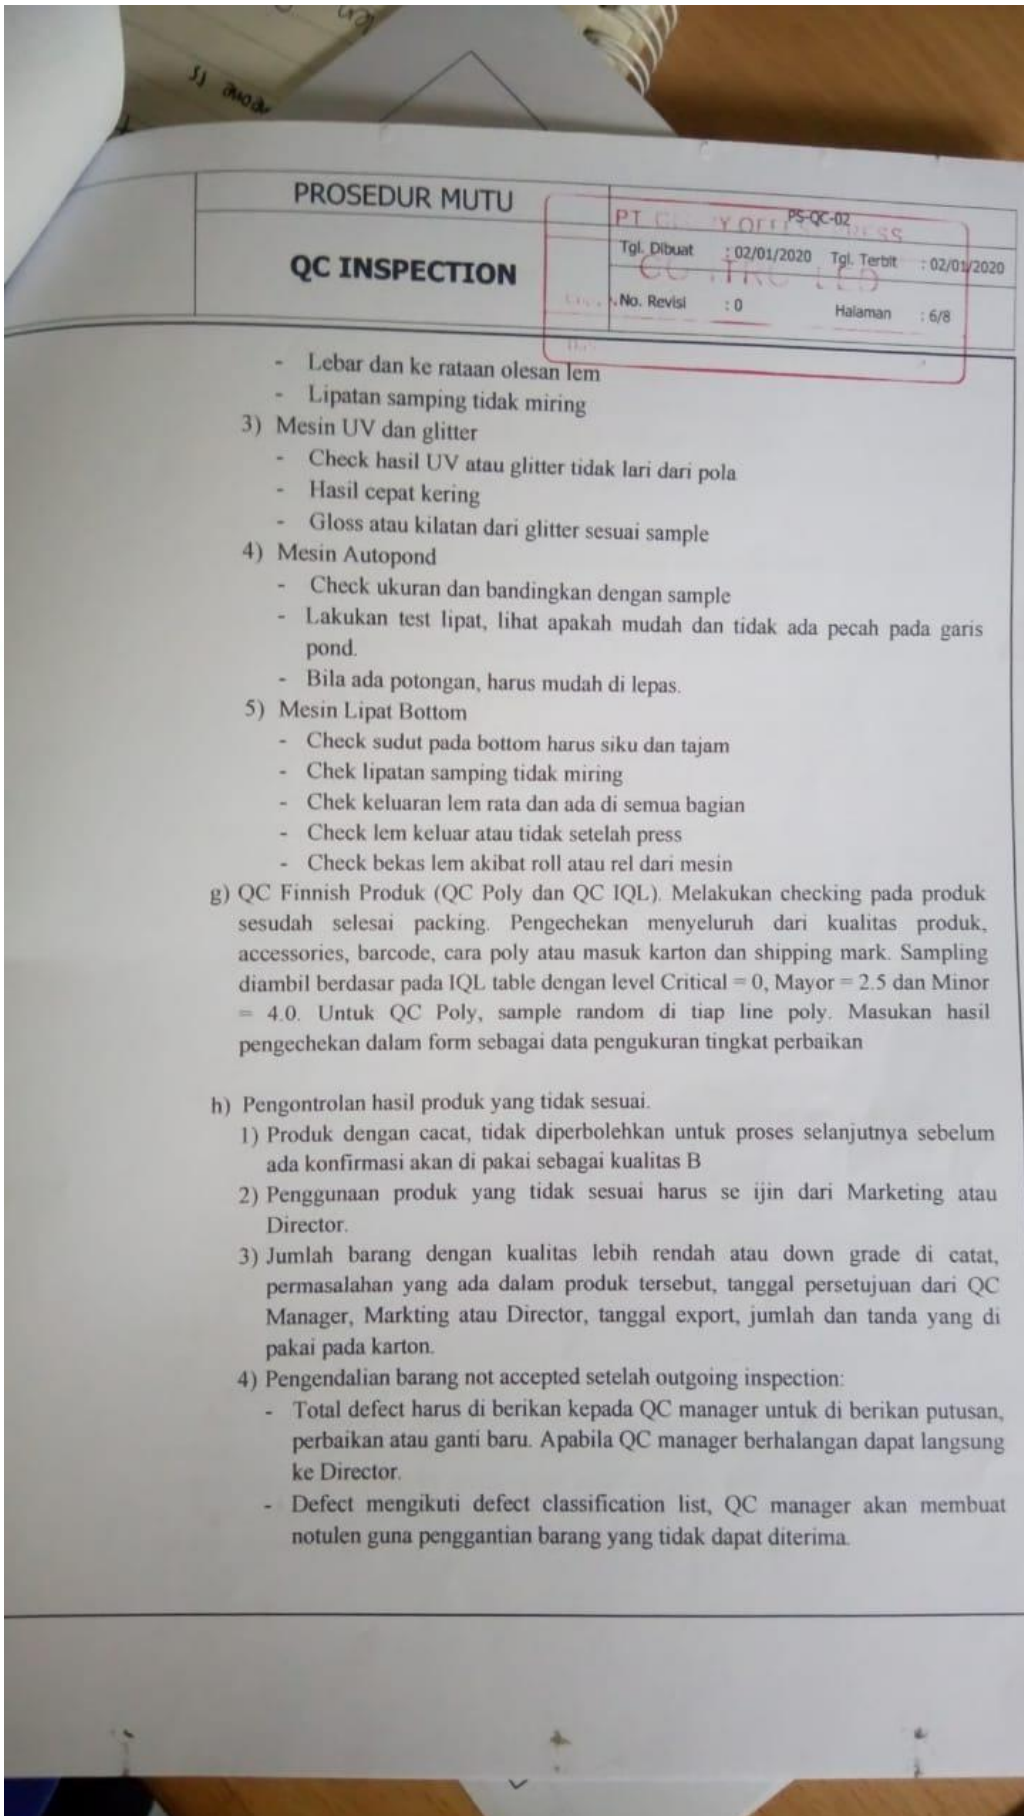 PROSEDUR MUTU
PS-QC-02
QC INSPECTION
Tgl. Dibuat : 02/01/2020 Tgl. Terbit : 02/01/2020
No. Revisi : 0 Halaman : 6/8
PT
- Lebar dan ke rataan olesan lem
- Lipatan samping tidak miring
3) Mesin UV dan glitter
- Check hasil UV atau glitter tidak lari dari pola
- Hasil cepat kering
- Gloss atau kilatan dari glitter sesuai sample
4) Mesin Autopond
- Check ukuran dan bandingkan dengan sample
- Lakukan test lipat, lihat apakah mudah dan tidak ada pecah pada garis
pond.
- Bila ada potongan, harus mudah di lepas.
5) Mesin Lipat Bottom
- Check sudut pada bottom harus siku dan tajam
- Chek lipatan samping tidak miring
- Chek keluaran lem rata dan ada di semua bagian
- Check lem keluar atau tidak setelah press
- Check bekas lem akibat roll atau rel dari mesin
g) QC Finnish Produk (QC Poly dan QC IQL). Melakukan checking pada produk
sesudah selesai packing. Pengechekan menyeluruh dari kualitas produk,
accessories, barcode, cara poly atau masuk karton dan shipping mark. Sampling
diambil berdasar pada IQL table dengan level Critical = 0, Mayor = 2.5 dan Minor
= 4.0. Untuk QC Poly, sample random di tiap line poly. Masukan hasil
pengechekan dalam form sebagai data pengukuran tingkat perbaikan
h) Pengontrolan hasil produk yang tidak sesuai.
1) Produk dengan cacat, tidak diperbolehkan untuk proses selanjutnya sebelum
ada konfirmasi akan di pakai sebagai kualitas B
2) Penggunaan produk yang tidak sesuai harus se ijin dari Marketing atau
Director.
3) Jumlah barang dengan kualitas lebih rendah atau down grade di catat,
permasalahan yang ada dalam produk tersebut, tanggal persetujuan dari QC
Manager, Markting atau Director, tanggal export, jumlah dan tanda yang di
pakai pada karton.
4) Pengendalian barang not accepted setelah outgoing inspection:
- Total defect harus di berikan kepada QC manager untuk di berikan putusan,
perbaikan atau ganti baru. Apabila QC manager berhalangan dapat langsung
ke Director.
- Defect mengikuti defect classification list, QC manager akan membuat
notulen guna penggantian barang yang tidak dapat diterima.